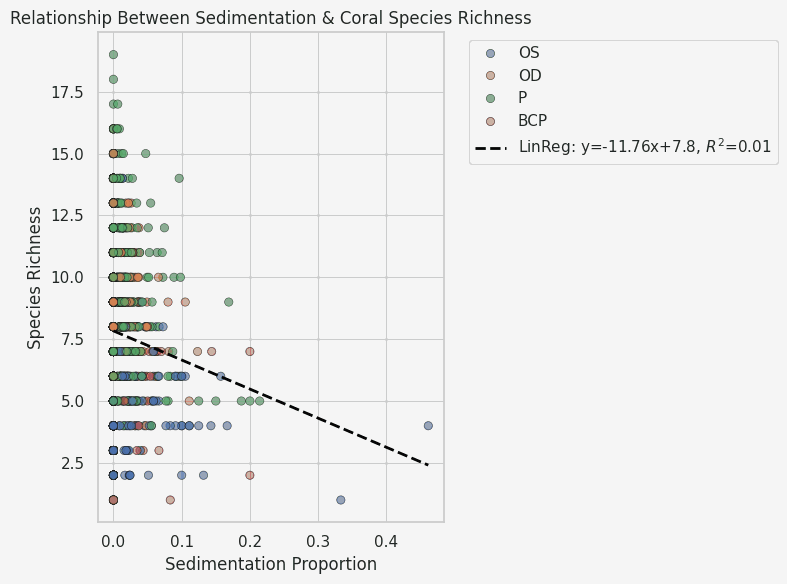 Relationship Between Sedimentation & Coral Species Richness
OS
OD
P
BCP
LinReg: y=-11.76x+7.8, R²=0.01
17.5
15.0
12.5
10.0
7.5
5.0
2.5
Species Richness
0.0 0.1 0.2 0.3 0.4
Sedimentation Proportion